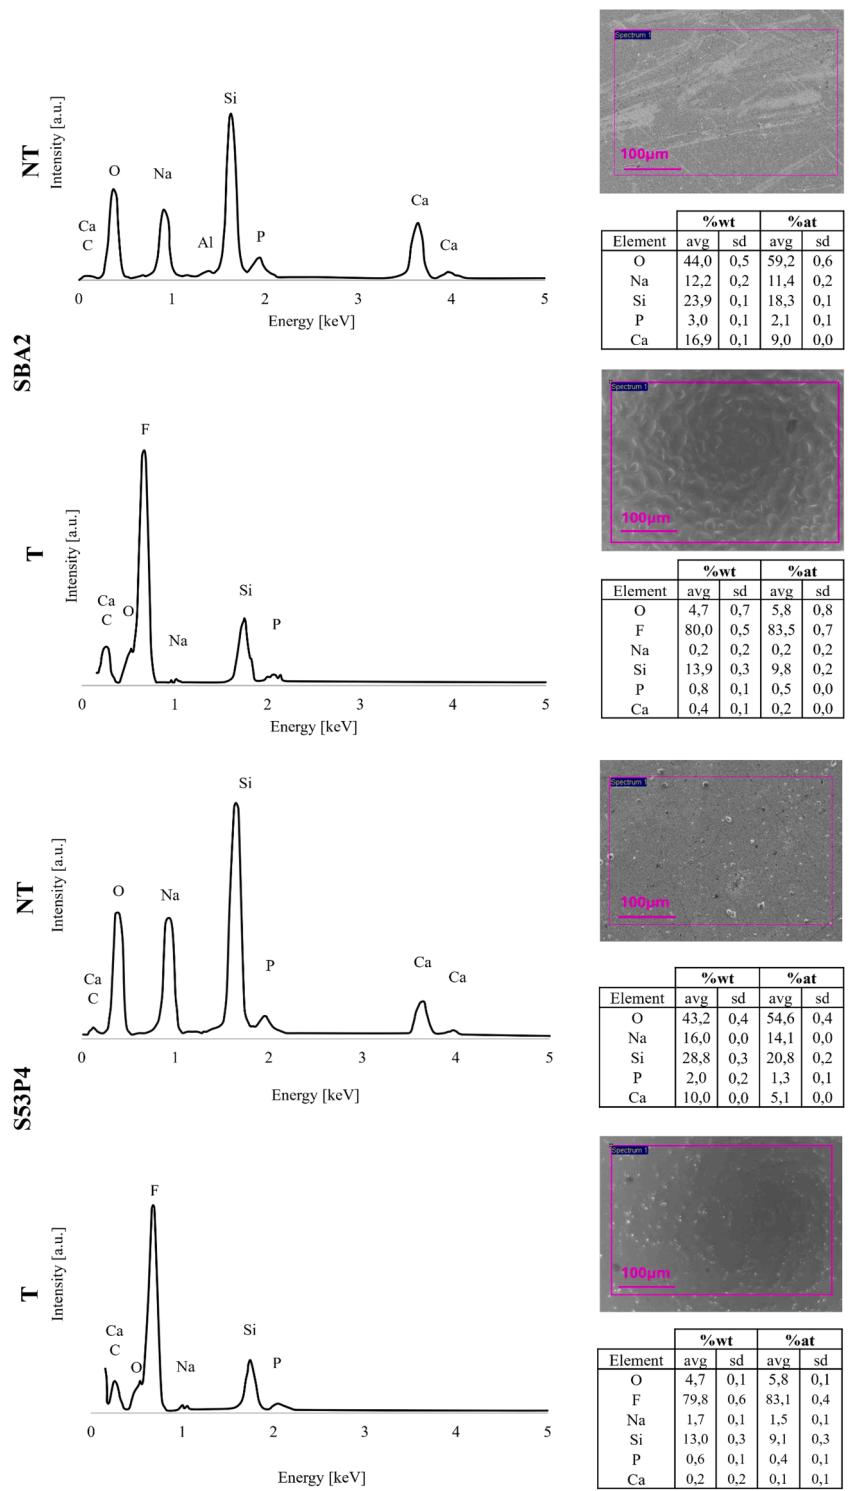 SBA2
NT
Intensity [a.u.]
Si
O
Na
Ca
C
Al
P
Ca
Ca
0 1 2 3 4 5
Energy [keV]
Spectrum 1
100µm
%wt %at
Element avg sd avg sd
O 44,0 0,5 59,2 0,6
Na 12,2 0,2 11,4 0,2
Si 23,9 0,1 18,3 0,1
P 3,0 0,1 2,1 0,1
Ca 16,9 0,1 9,0 0,0
T
Intensity [a.u.]
F
Ca
C
O
Na
Si
P
0 1 2 3 4 5
Energy [keV]
Spectrum 1
100µm
%wt %at
Element avg sd avg sd
O 4,7 0,7 5,8 0,8
F 80,0 0,5 83,5 0,7
Na 0,2 0,2 0,2 0,2
Si 13,9 0,3 9,8 0,2
P 0,8 0,1 0,5 0,0
Ca 0,4 0,1 0,2 0,0
S53P4
NT
Intensity [a.u.]
Si
O
Na
Ca
C
P
Ca
Ca
0 1 2 3 4 5
Energy [keV]
Spectrum 1
100µm
%wt %at
Element avg sd avg sd
O 43,2 0,4 54,6 0,4
Na 16,0 0,0 14,1 0,0
Si 28,8 0,3 20,8 0,2
P 2,0 0,2 1,3 0,1
Ca 10,0 0,0 5,1 0,0
T
Intensity [a.u.]
F
Ca
C
O
Na
Si
P
0 1 2 3 4 5
Energy [keV]
Spectrum 1
100µm
%wt %at
Element avg sd avg sd
O 4,7 0,1 5,8 0,1
F 79,8 0,6 83,1 0,4
Na 1,7 0,1 1,5 0,1
Si 13,0 0,3 9,1 0,3
P 0,6 0,1 0,4 0,1
Ca 0,2 0,2 0,1 0,1